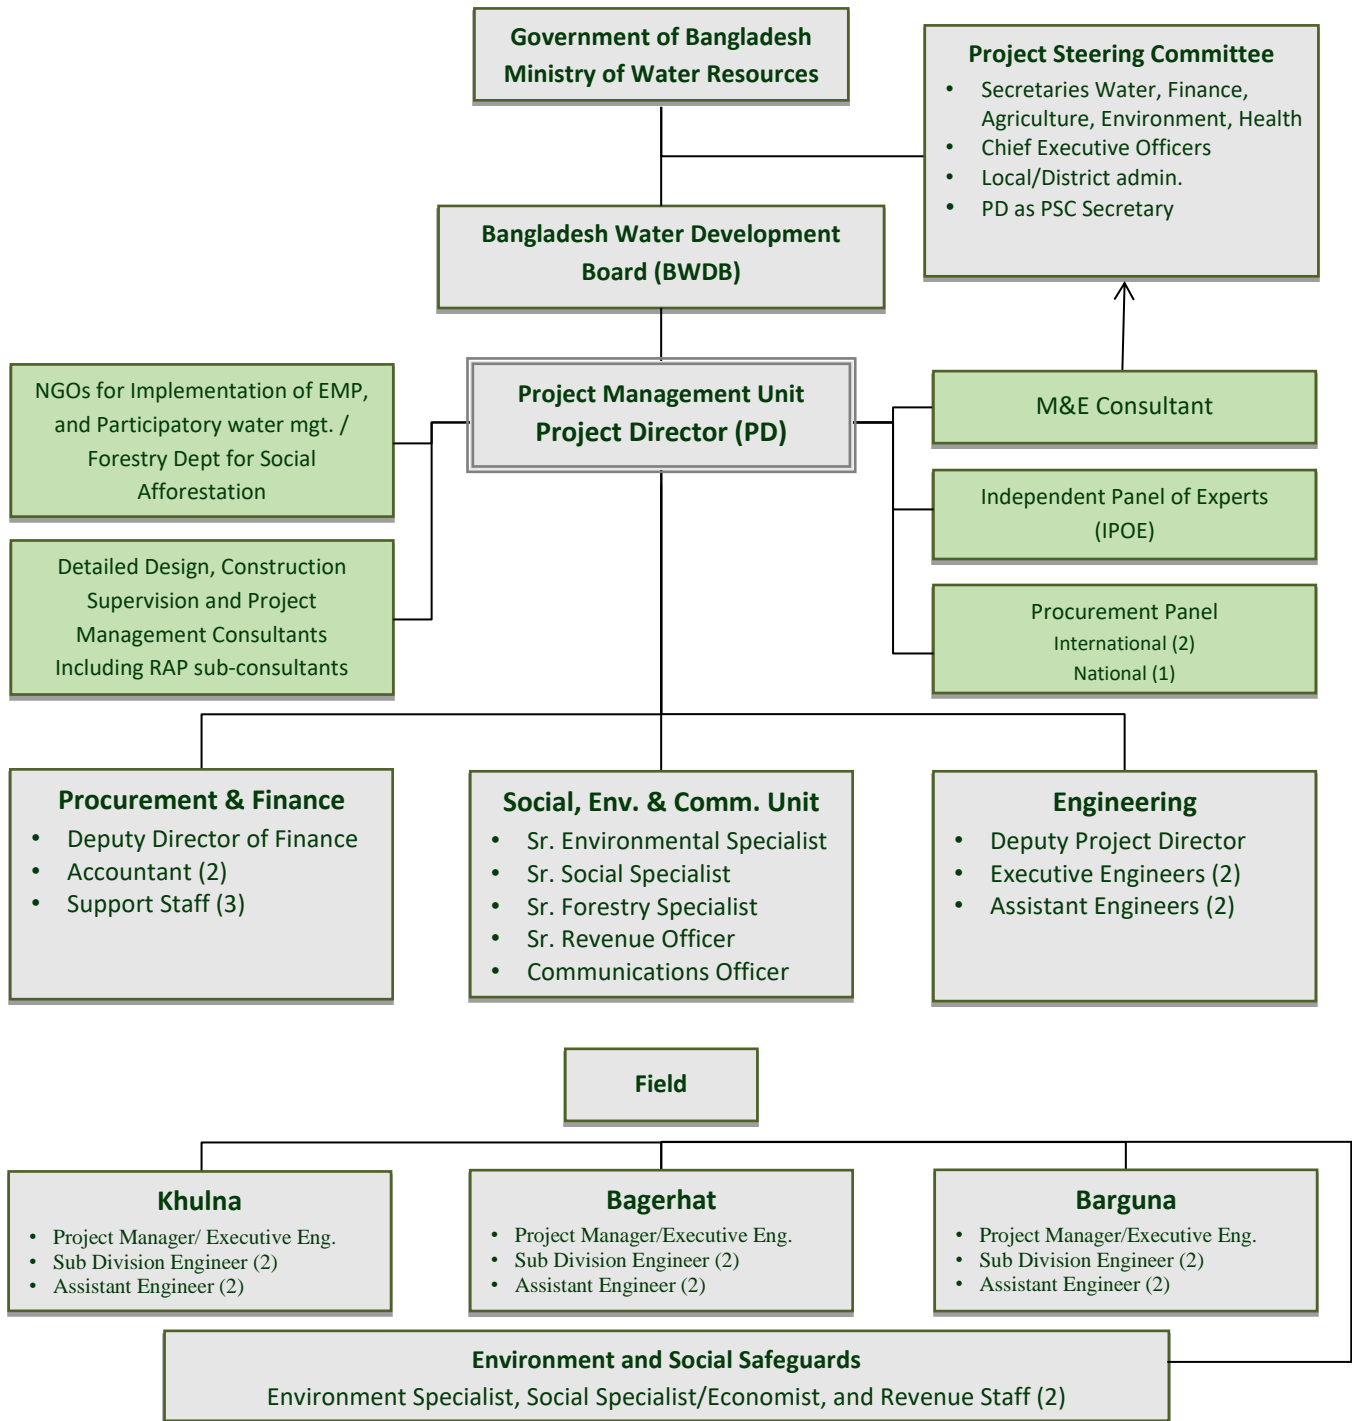 Government of Bangladesh
Ministry of Water Resources
Project Steering Committee
• Secretaries Water, Finance,
Agriculture, Environment, Health
• Chief Executive Officers
• Local/District admin.
• PD as PSC Secretary
Bangladesh Water Development
Board (BWDB)
NGOs for Implementation of EMP,
and Participatory water mgt. /
Forestry Dept for Social
Afforestation
Project Management Unit
Project Director (PD)
M&E Consultant
Independent Panel of Experts
(IPOE)
Detailed Design, Construction
Supervision and Project
Management Consultants
Including RAP sub-consultants
Procurement Panel
International (2)
National (1)
Procurement & Finance
• Deputy Director of Finance
• Accountant (2)
• Support Staff (3)
Social, Env. & Comm. Unit
• Sr. Environmental Specialist
• Sr. Social Specialist
• Sr. Forestry Specialist
• Sr. Revenue Officer
• Communications Officer
Engineering
• Deputy Project Director
• Executive Engineers (2)
• Assistant Engineers (2)
Field
Khulna
• Project Manager/ Executive Eng.
• Sub Division Engineer (2)
• Assistant Engineer (2)
Bagerhat
• Project Manager/Executive Eng.
• Sub Division Engineer (2)
• Assistant Engineer (2)
Barguna
• Project Manager/Executive Eng.
• Sub Division Engineer (2)
• Assistant Engineer (2)
Environment and Social Safeguards
Environment Specialist, Social Specialist/Economist, and Revenue Staff (2)